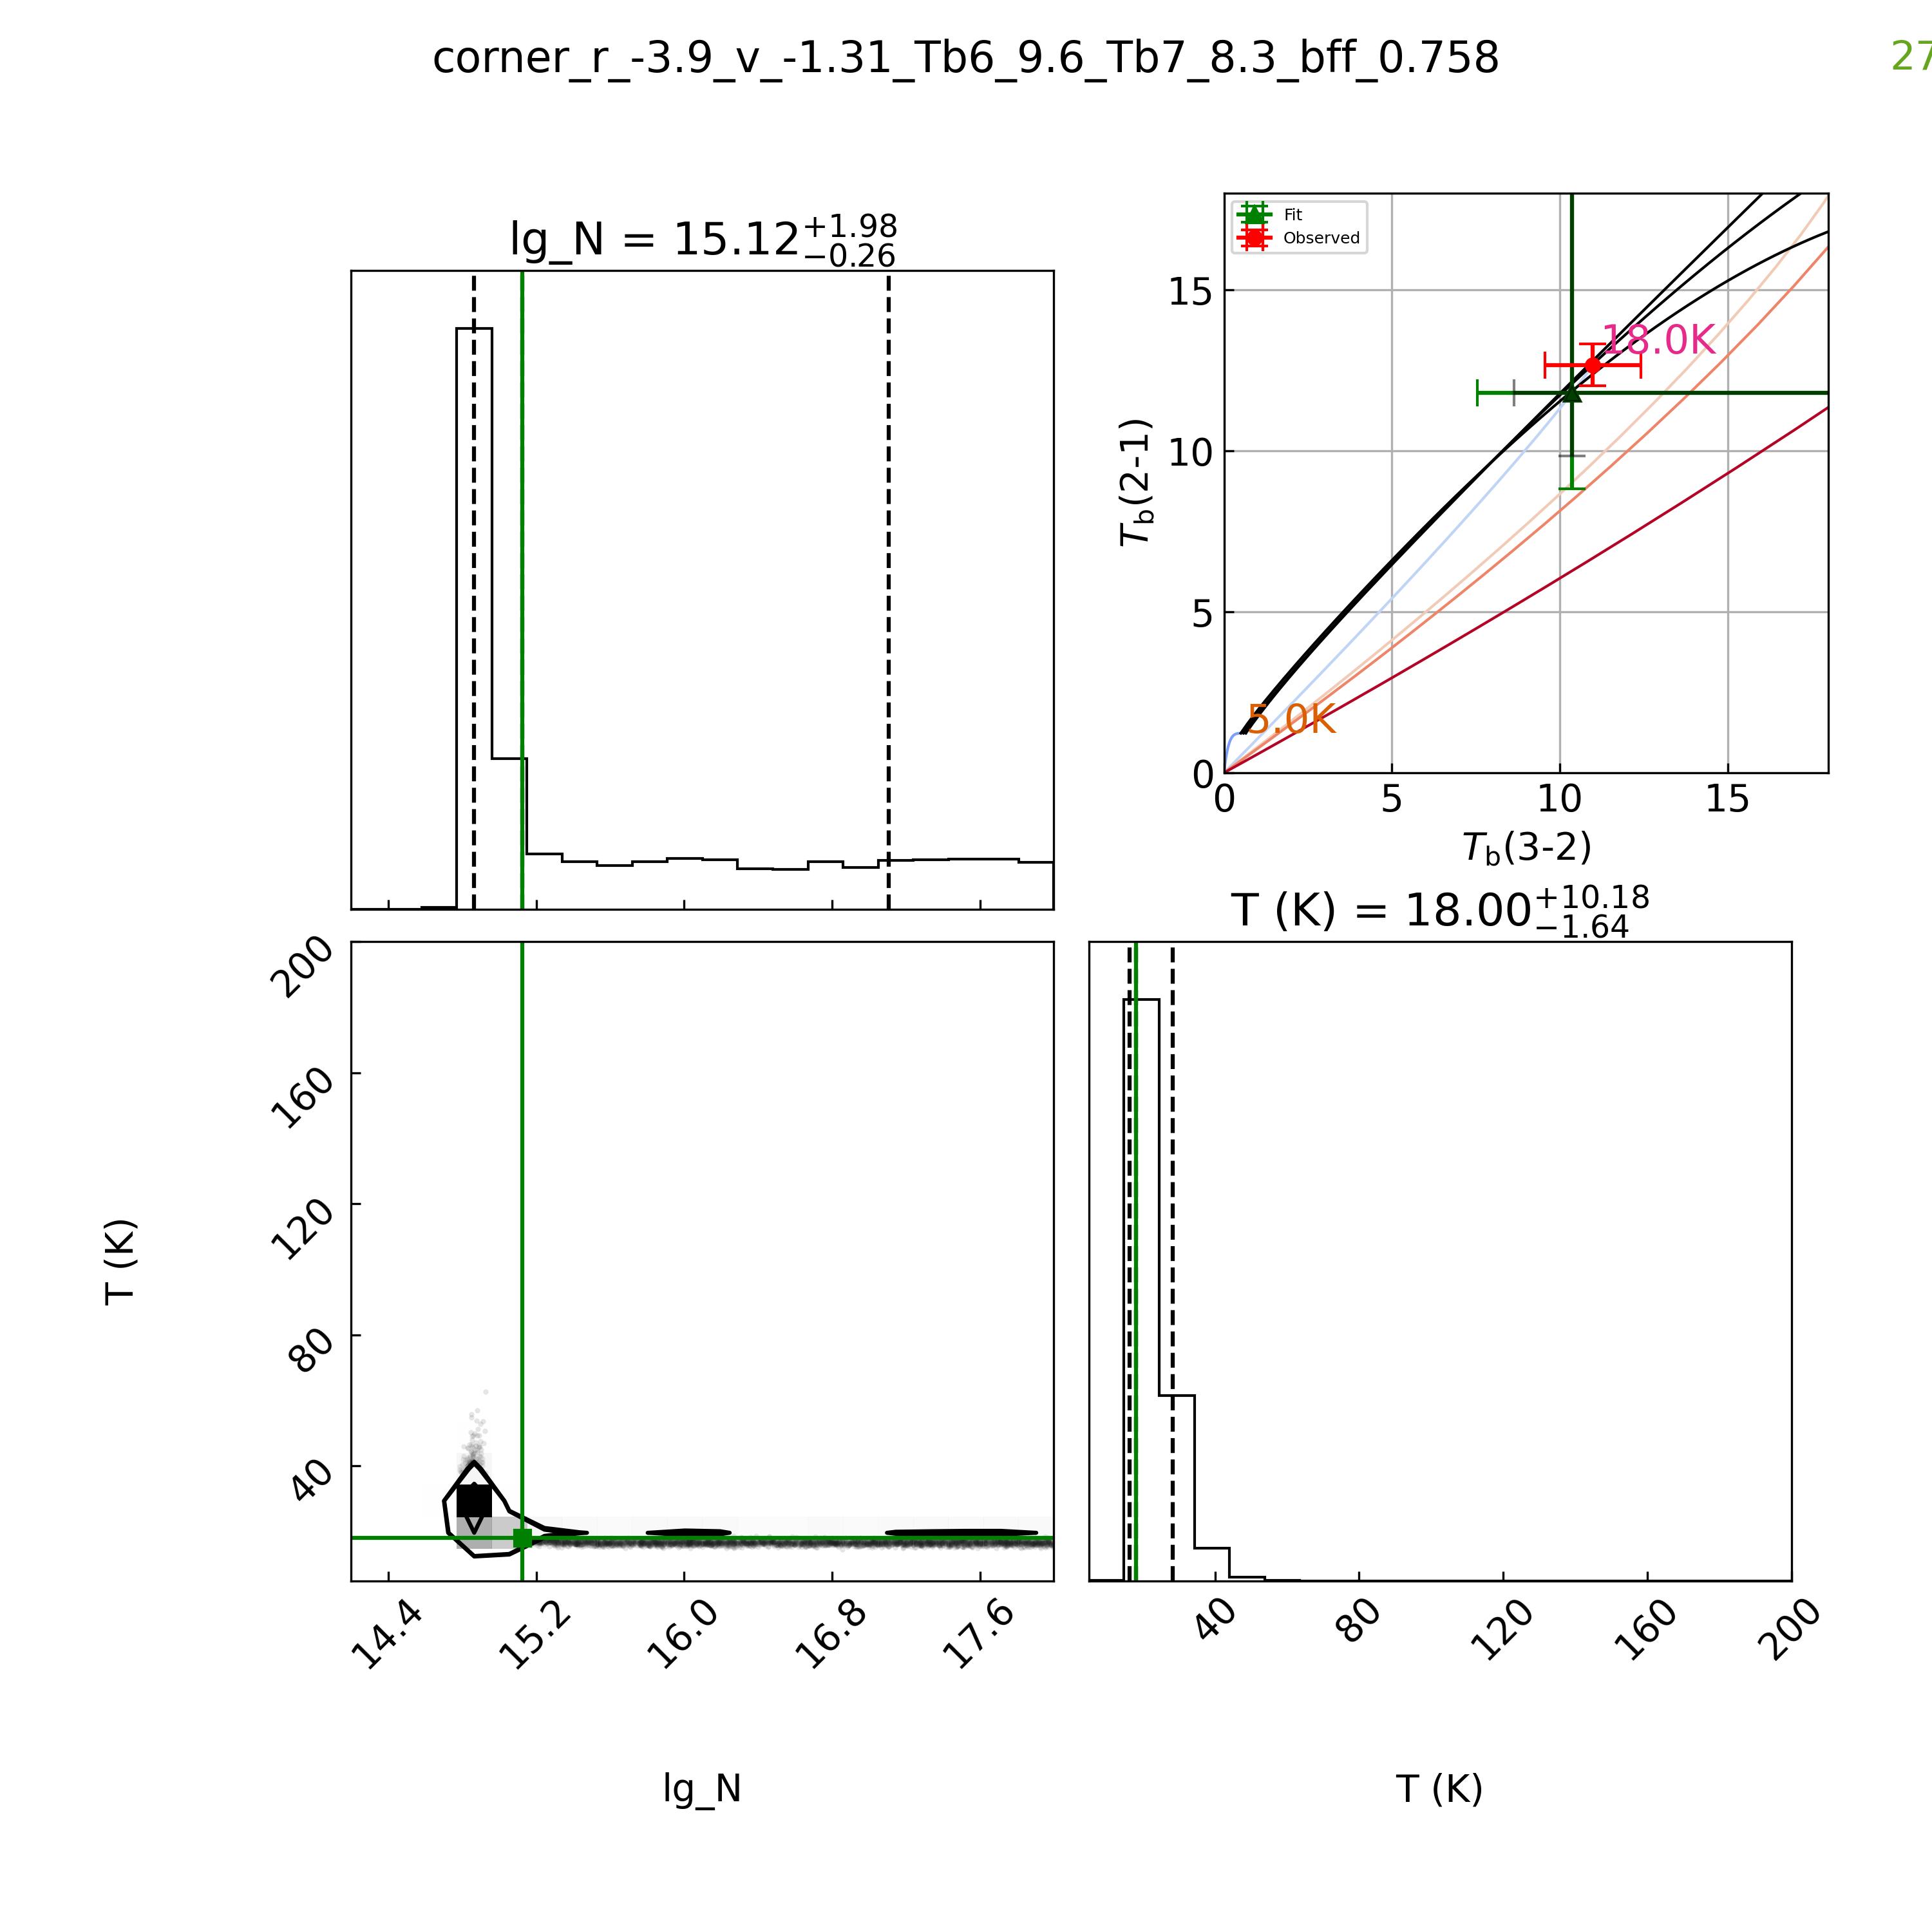 corner_r_-3.9_v_-1.31_Tb6_9.6_Tb7_8.3_bff_0.758
27
lg_N = 15.12+1.98−0.26
Fit
Observed
18.0K
5.0K
15
10
5
0
Tb(2-1)
0 5 10 15
Tb(3-2)
T (K) = 18.00+10.18−1.64
200
160
120
80
40
T (K)
14.4 15.2 16.0 16.8 17.6
lg_N
40 80 120 160 200
T (K)